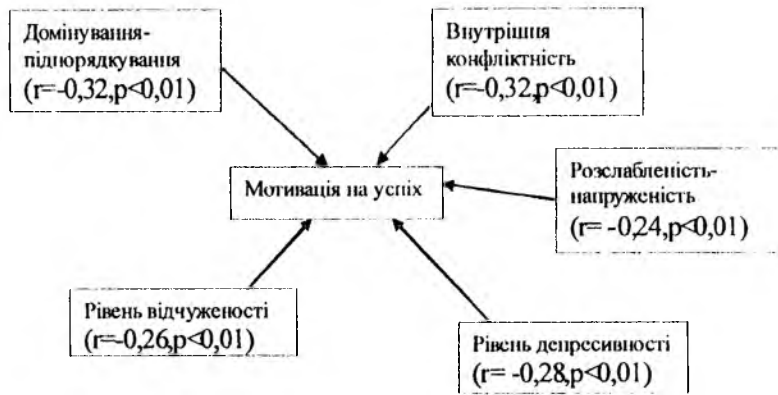 Домінування-
підпорядкування
(r=-0,32,p<0,01)
Внутрішня
конфліктність
(r=-0,32,p<0,01)
Мотивація на успіх
Розслабленість-
напруженість
(r= -0,24,p<0,01)
Рівень відчуженості
(r=-0,26,p<0,01)
Рівень депресивності
(r= -0,28,p<0,01)